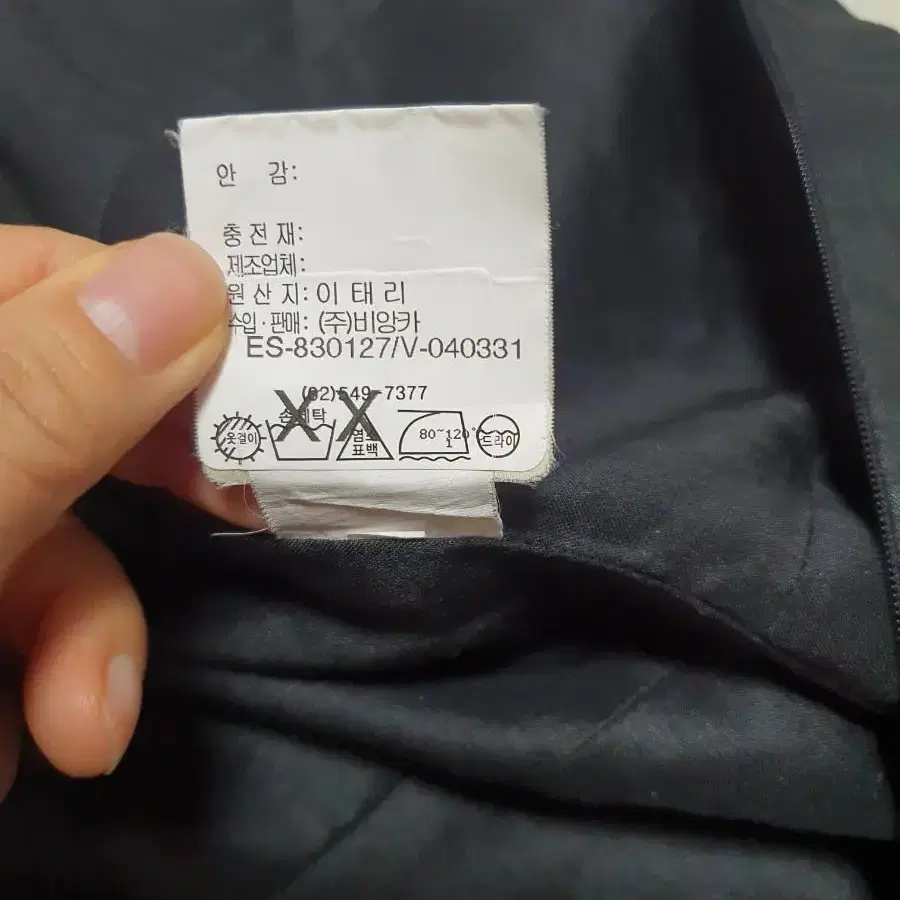 안 감:
충 전 재:
제조업체:
원 산 지: 이 태 리
수입·판매: (주)비앙카
ES-830127/V-040331
(02)549-7377
옷걸이 손세탁 염소 표백 80~120℃ 드라이